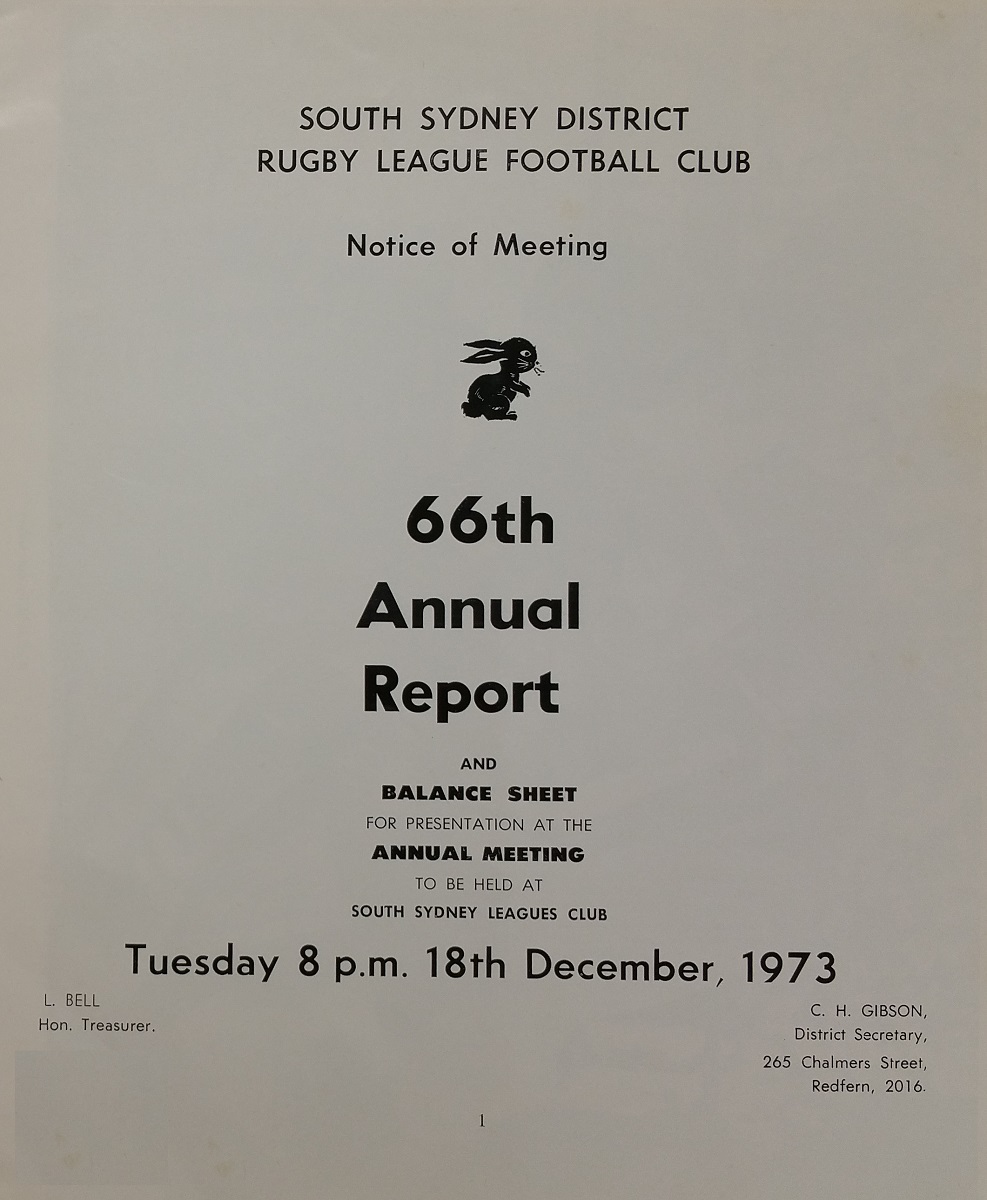 SOUTH SYDNEY DISTRICT
RUGBY LEAGUE FOOTBALL CLUB
Notice of Meeting
66th
Annual
Report
AND
BALANCE SHEET
FOR PRESENTATION AT THE
ANNUAL MEETING
TO BE HELD AT
SOUTH SYDNEY LEAGUES CLUB
Tuesday 8 p.m. 18th December, 1973
L. BELL
Hon. Treasurer.
C. H. GIBSON,
District Secretary,
265 Chalmers Street,
Redfern, 2016.
1